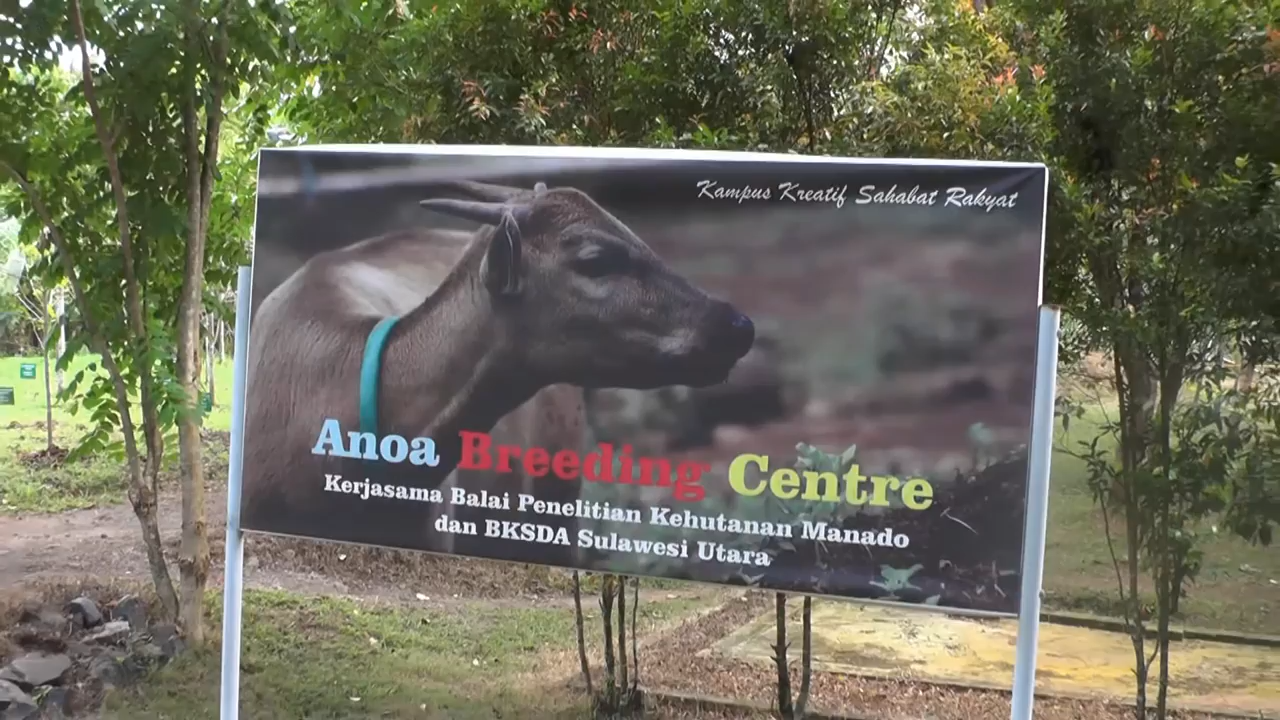 Kampus Kreatif Sahabat Rakyat
Anoa Breeding Centre
Kerjasama Balai Penelitian Kehutanan Manado
dan BKSDA Sulawesi Utara